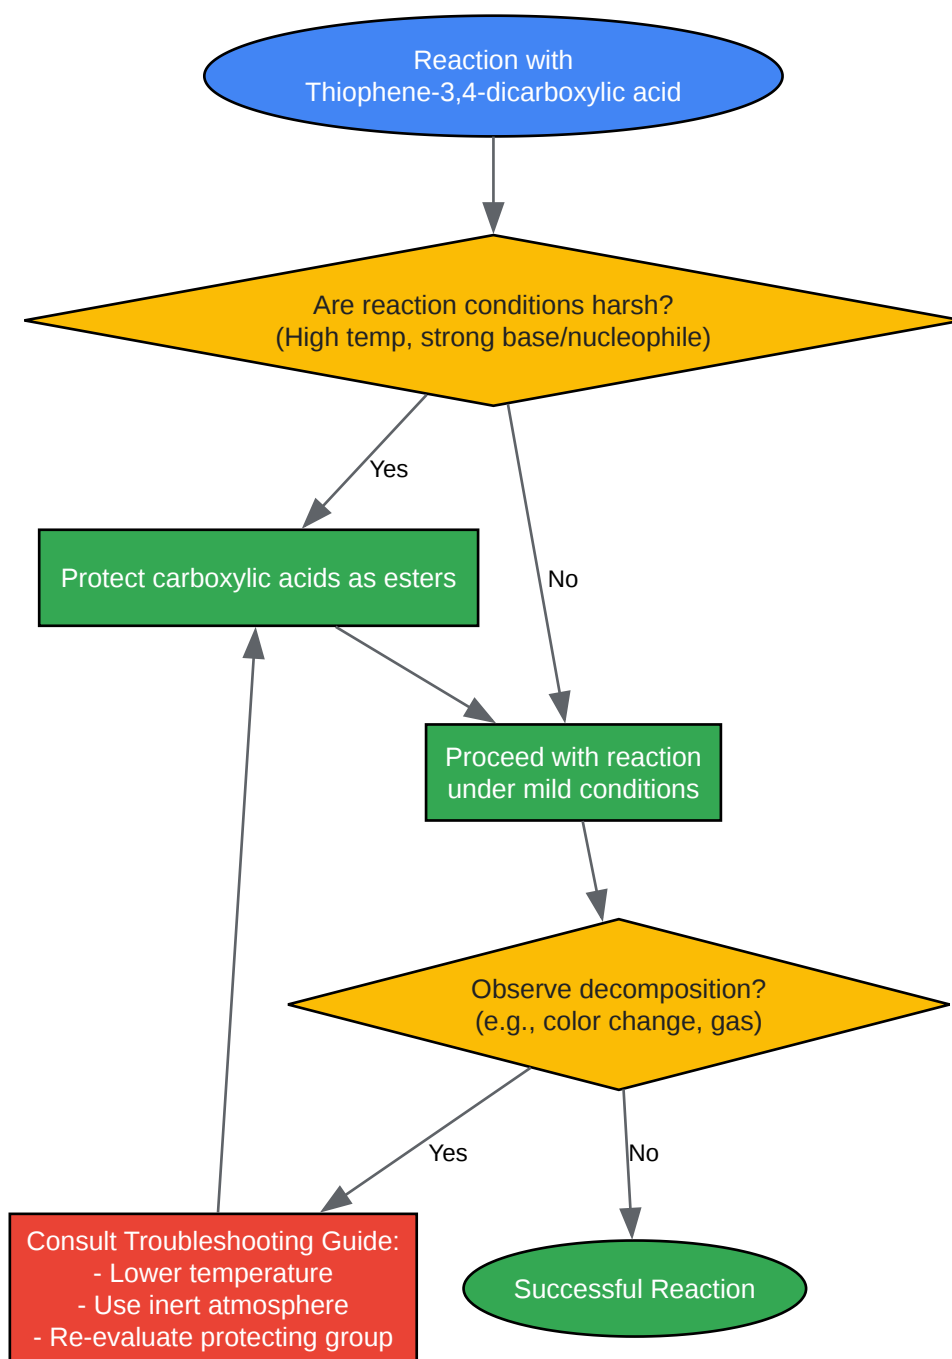 Reaction with
Thiophene-3,4-dicarboxylic acid
Are reaction conditions harsh?
(High temp, strong base/nucleophile)
Yes
Protect carboxylic acids as esters
No
Proceed with reaction
under mild conditions
Observe decomposition?
(e.g., color change, gas)
Yes
No
Consult Troubleshooting Guide:
- Lower temperature
- Use inert atmosphere
- Re-evaluate protecting group
Successful Reaction